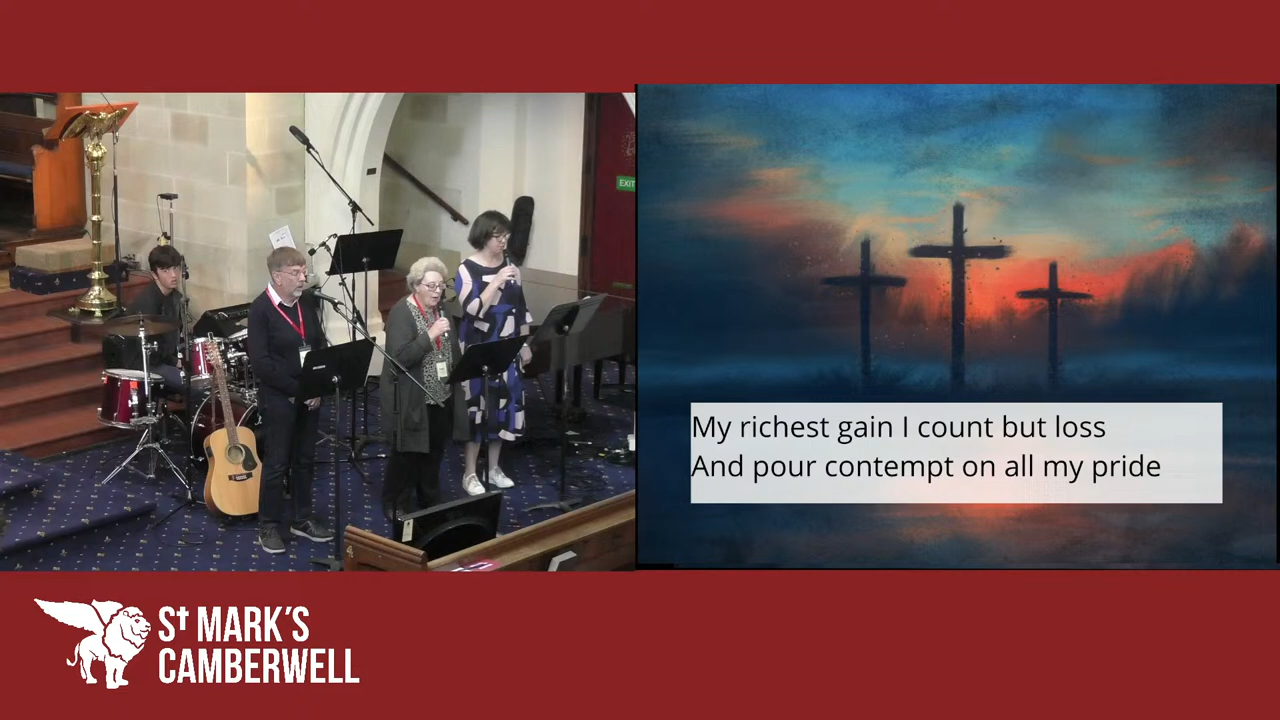 EXIT
My richest gain I count but loss
And pour contempt on all my pride
St MARK'S
CAMBERWELL